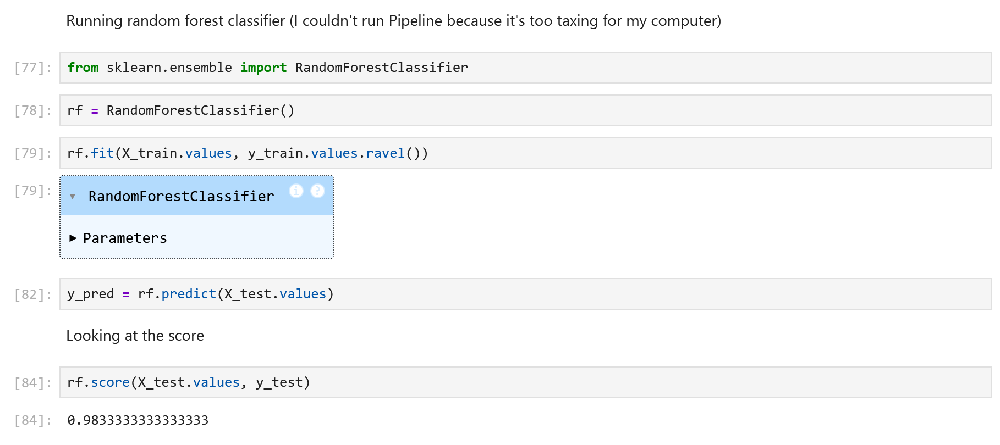 Running random forest classifier (I couldn't run Pipeline because it's too taxing for my computer)
[77]: from sklearn.ensemble import RandomForestClassifier
[78]: rf = RandomForestClassifier()
[79]: rf.fit(X_train.values, y_train.values.ravel())
[79]: ▾ RandomForestClassifier i ?
▶ Parameters
[82]: y_pred = rf.predict(X_test.values)
Looking at the score
[84]: rf.score(X_test.values, y_test)
[84]: 0.9833333333333333